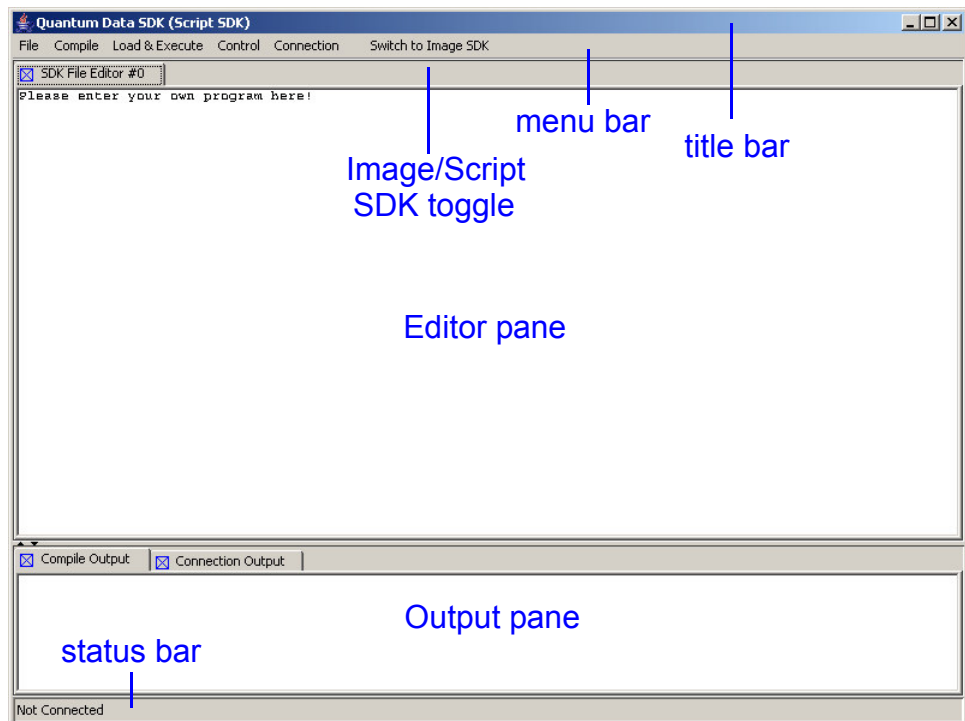 Quantum Data SDK (Script SDK)
File Compile Load & Execute Control Connection Switch to Image SDK
SDK File Editor #0
Please enter your own program here!
menu bar
title bar
Image/Script
SDK toggle
Editor pane
Compile Output Connection Output
Output pane
status bar
Not Connected